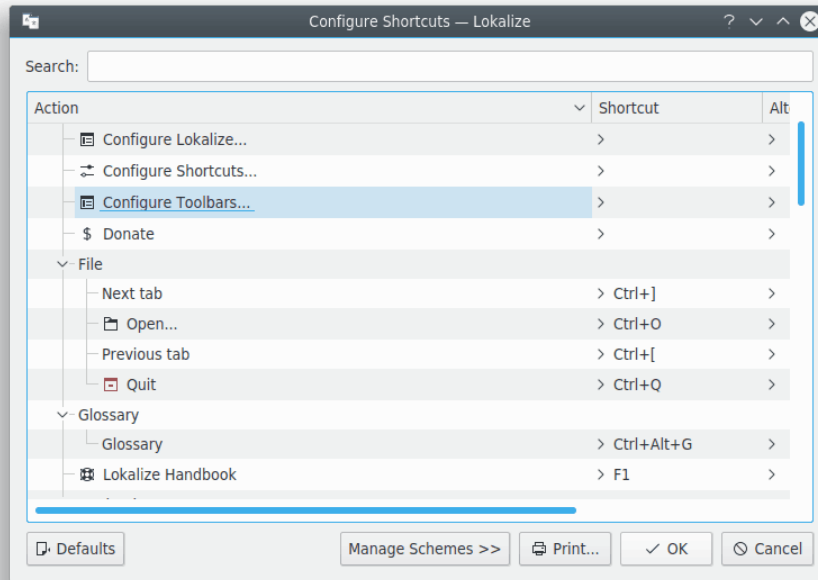 Configure Shortcuts — Lokalize
Search:
Action Shortcut Alt
Configure Lokalize...
Configure Shortcuts...
Configure Toolbars...
$ Donate
File
Next tab Ctrl+]
Open... Ctrl+O
Previous tab Ctrl+[
Quit Ctrl+Q
Glossary
Glossary Ctrl+Alt+G
Lokalize Handbook F1
Defaults Manage Schemes >> Print... OK Cancel